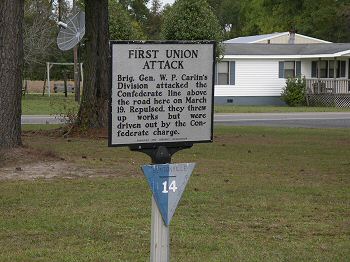 FIRST UNION
ATTACK
Brig. Gen. W. P. Carlin's
Division attacked the
Confederate line above
the road here on March
19. Repulsed, they threw
up works but were
driven out by the Con-
federate charge.
14